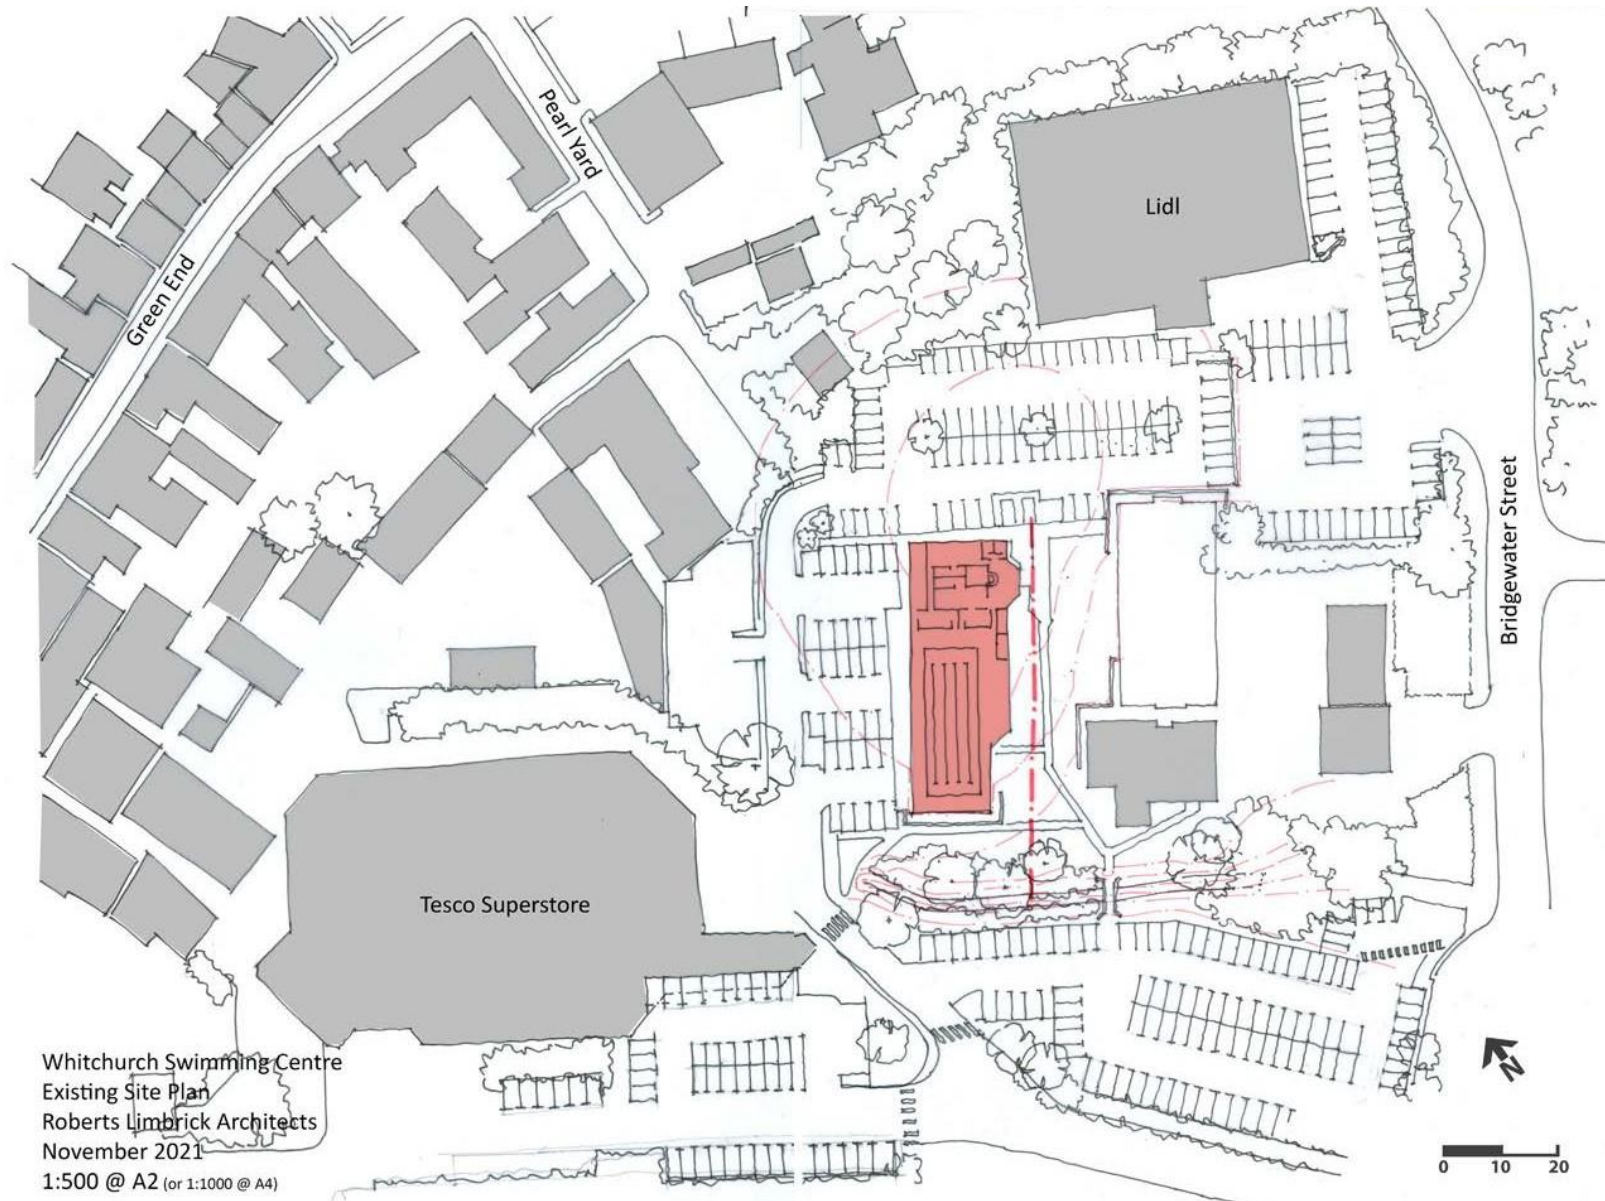 Pearl Yard
Green End
Lidl
Bridgewater Street
Tesco Superstore
Whitchurch Swimming Centre
Existing Site Plan
Roberts Limbrick Architects
November 2021
1:500 @ A2 (or 1:1000 @ A4)
N
0 10 20